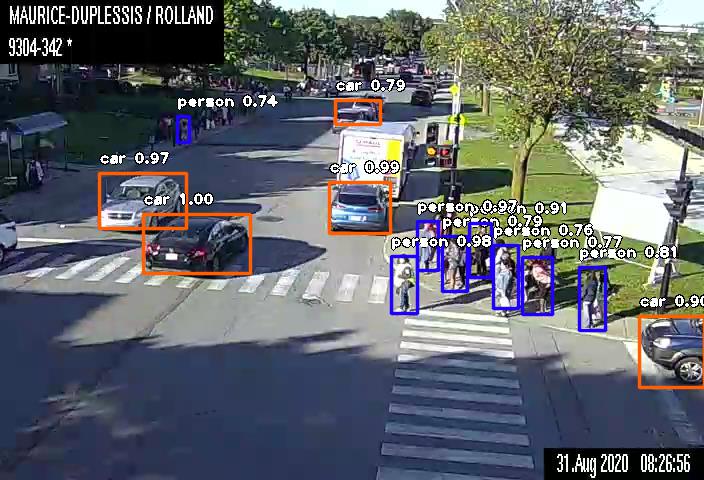 MAURICE-DUPLESSIS / ROLLAND
9304-342 *
car 0.79
person 0.74
car 0.97
car 0.99
car 1.00
person 0.97
0.91
person 0.79
0.76
person 0.98
0.77
person 0.81
car 0.90
31.Aug 2020 08:26:56